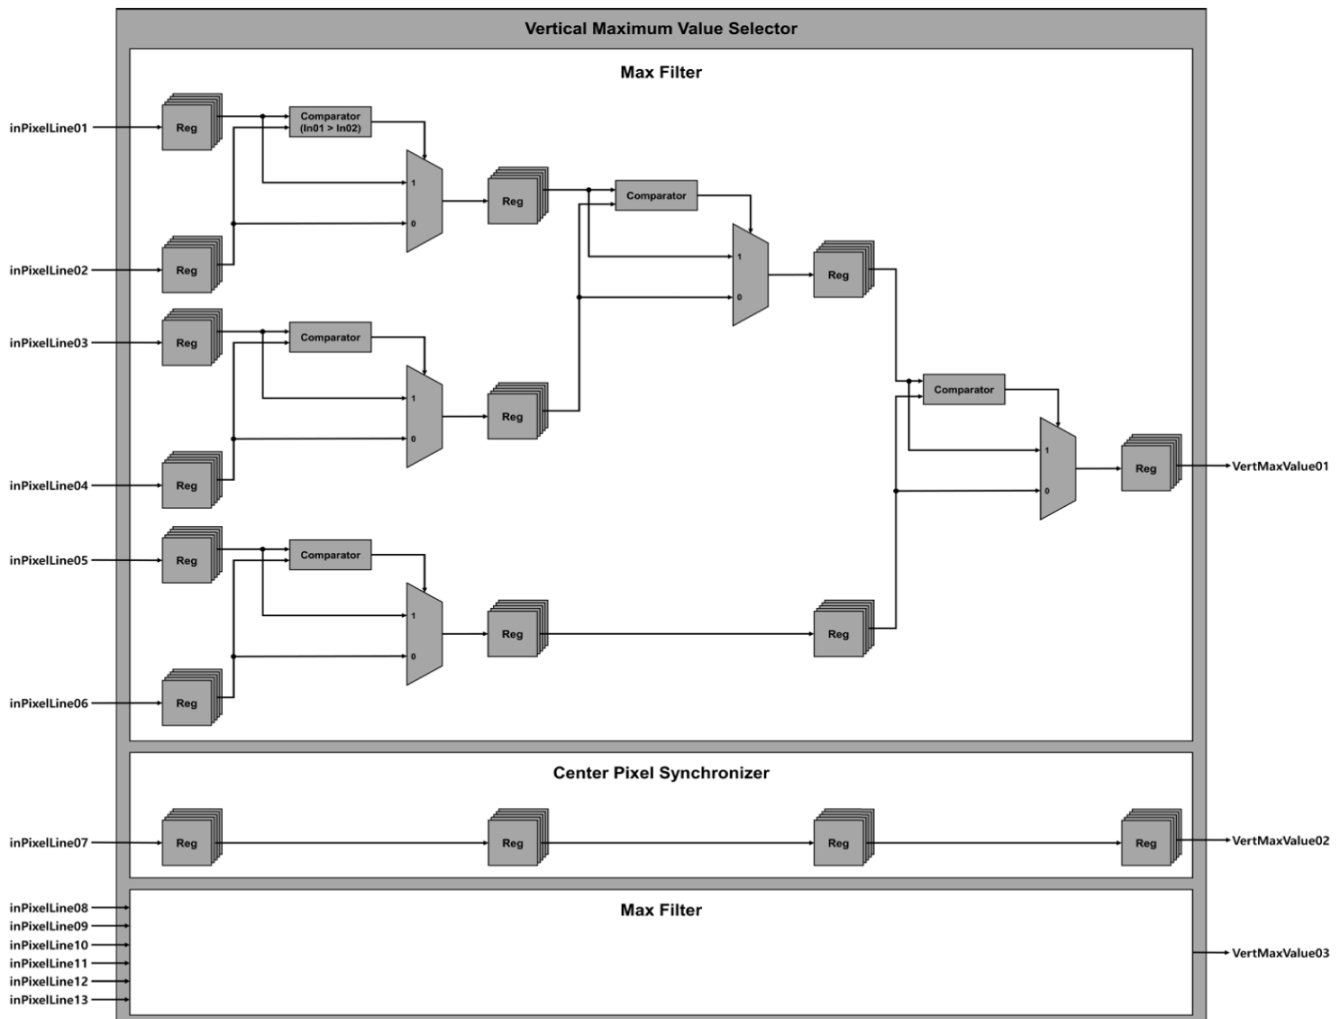 Vertical Maximum Value Selector
Max Filter
inPixelLine01
Reg
Comparator
(In01 > In02)
1
0
Reg
Comparator
inPixelLine02
Reg
1
0
Reg
inPixelLine03
Reg
Comparator
1
0
Reg
Comparator
inPixelLine04
Reg
1
0
Reg
VertMaxValue01
inPixelLine05
Reg
Comparator
1
0
Reg
Reg
inPixelLine06
Reg
Center Pixel Synchronizer
inPixelLine07
Reg
Reg
Reg
Reg
VertMaxValue02
Max Filter
inPixelLine08
inPixelLine09
inPixelLine10
inPixelLine11
inPixelLine12
inPixelLine13
VertMaxValue03